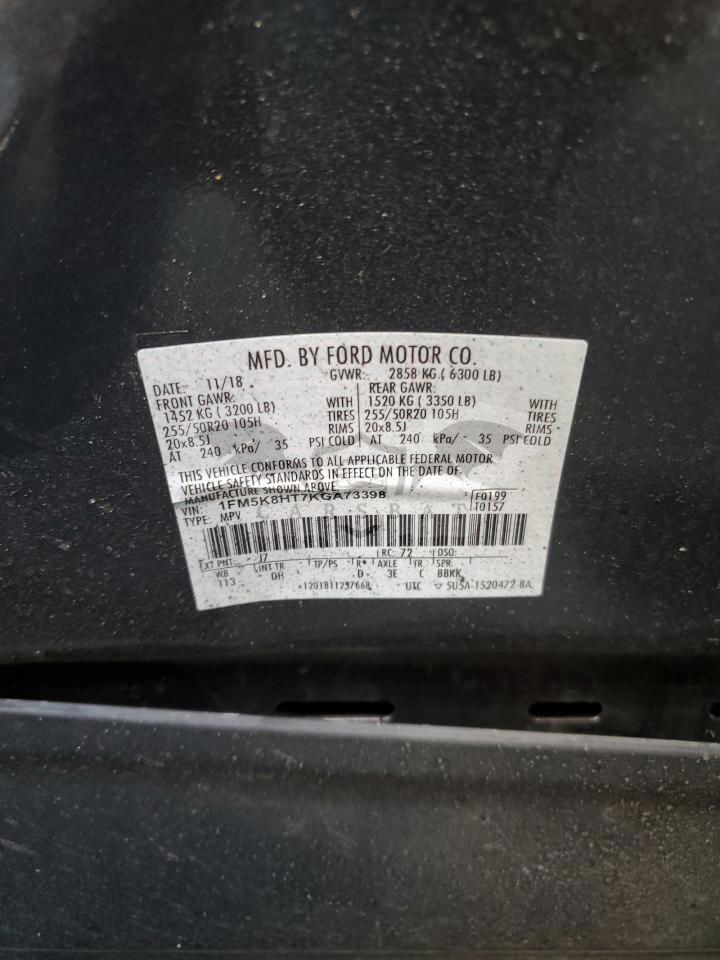 MFD. BY FORD MOTOR CO.
DATE: 11/18 GVWR: 2858 KG ( 6300 LB)
FRONT GAWR: REAR GAWR:
1452 KG ( 3200 LB) WITH 1520 KG ( 3350 LB) WITH
255/50R20 105H TIRES 255/50R20 105H TIRES
20x8.5J RIMS 20x8.5J RIMS
AT 240 kPa/ 35 PSI COLD AT 240 kPa/ 35 PSI COLD
THIS VEHICLE CONFORMS TO ALL APPLICABLE FEDERAL MOTOR
VEHICLE SAFETY STANDARDS IN EFFECT ON THE DATE OF
MANUFACTURE SHOWN ABOVE
VIN: 1FM5K8HT7KGA73398 F0199
TYPE: MPV T0157
EXT PNT: J7 RC: 72 DSO:
WB INT TR TP/PS R* AXLE TR SPR
113 DH D 3E C BBKK
UTC 5U5A-1520472-8A